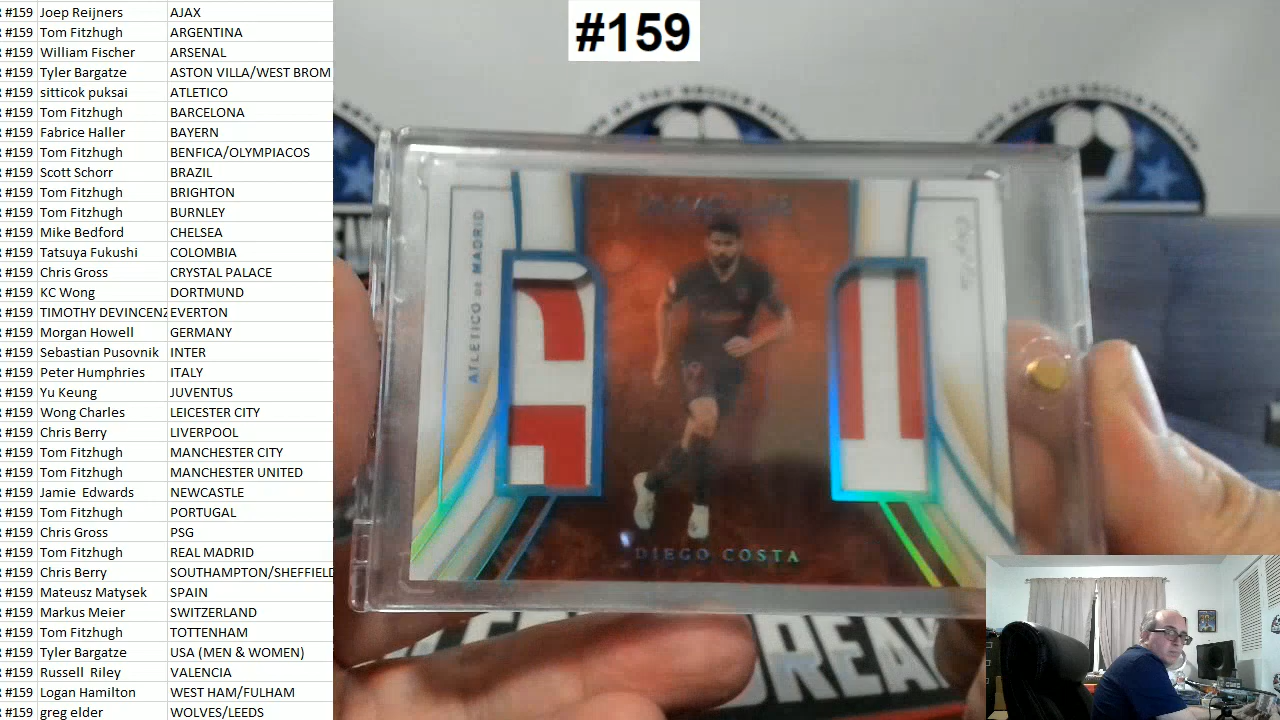 #159 Joep Reijners AJAX
#159 Tom Fitzhugh ARGENTINA
#159 William Fischer ARSENAL
#159 Tyler Bargatze ASTON VILLA/WEST BROM
#159 sitticok puksai ATLETICO
#159 Tom Fitzhugh BARCELONA
#159 Fabrice Haller BAYERN
#159 Tom Fitzhugh BENFICA/OLYMPIACOS
#159 Scott Schorr BRAZIL
#159 Tom Fitzhugh BRIGHTON
#159 Tom Fitzhugh BURNLEY
#159 Mike Bedford CHELSEA
#159 Tatsuya Fukushi COLOMBIA
#159 Chris Gross CRYSTAL PALACE
#159 KC Wong DORTMUND
#159 TIMOTHY DEVINCENZ EVERTON
#159 Morgan Howell GERMANY
#159 Sebastian Pusovnik INTER
#159 Peter Humphries ITALY
#159 Yu Keung JUVENTUS
#159 Wong Charles LEICESTER CITY
#159 Chris Berry LIVERPOOL
#159 Tom Fitzhugh MANCHESTER CITY
#159 Tom Fitzhugh MANCHESTER UNITED
#159 Jamie Edwards NEWCASTLE
#159 Tom Fitzhugh PORTUGAL
#159 Chris Gross PSG
#159 Tom Fitzhugh REAL MADRID
#159 Chris Berry SOUTHAMPTON/SHEFFIELD
#159 Mateusz Matysek SPAIN
#159 Markus Meier SWITZERLAND
#159 Tom Fitzhugh TOTTENHAM
#159 Tyler Bargatze USA (MEN & WOMEN)
#159 Russell Riley VALENCIA
#159 Logan Hamilton WEST HAM/FULHAM
#159 greg elder WOLVES/LEEDS
#159
ATLETICO DE MADRID
DIEGO COSTA
BREAK